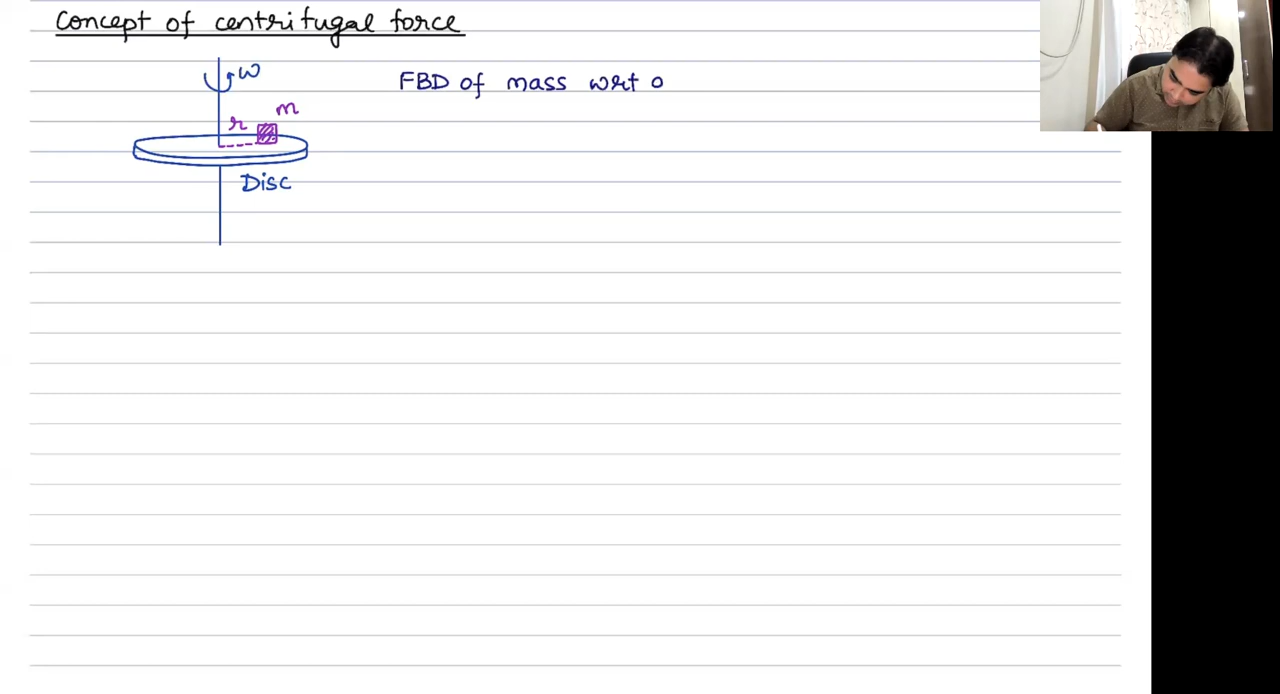 Concept of centrifugal force
ω
FBD of mass wrt o
m
r
Disc